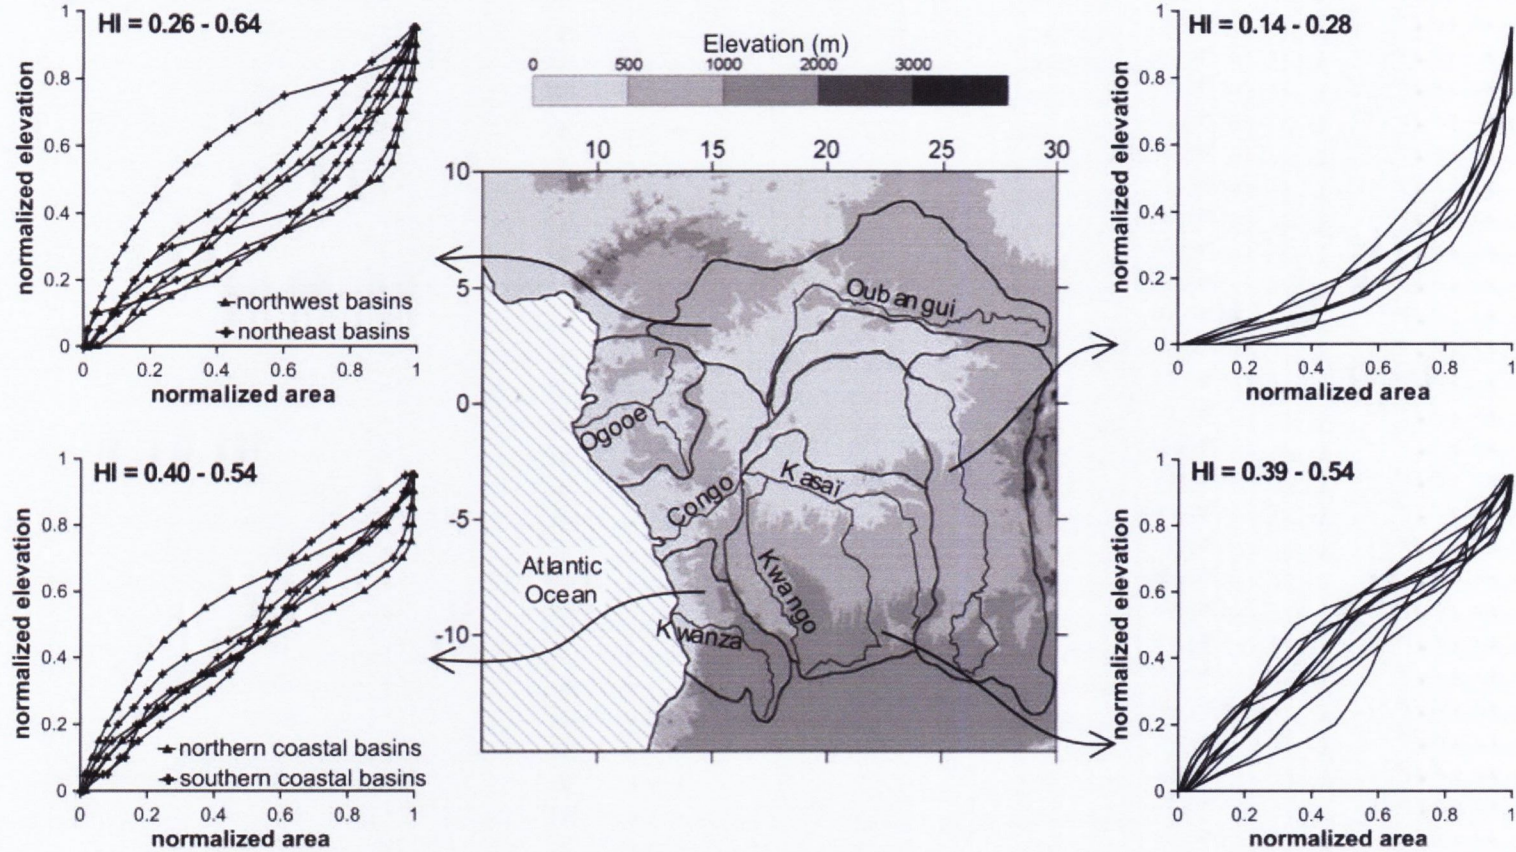 HI = 0.26 - 0.64
1
0.8
0.6
0.4
0.2
0
normalized elevation
northwest basins
northeast basins
0 0.2 0.4 0.6 0.8 1
normalized area
Elevation (m)
0 500 1000 2000 3000
10 15 20 25 30
10
5
0
-5
-10
Oubangui
Ogooe
Congo
Kasaï
Kwango
Kwanza
Atlantic
Ocean
HI = 0.14 - 0.28
1
0.8
0.6
0.4
0.2
0
normalized elevation
0 0.2 0.4 0.6 0.8 1
normalized area
HI = 0.40 - 0.54
1
0.8
0.6
0.4
0.2
0
normalized elevation
northern coastal basins
southern coastal basins
0 0.2 0.4 0.6 0.8 1
normalized area
HI = 0.39 - 0.54
1
0.8
0.6
0.4
0.2
0
normalized elevation
0 0.2 0.4 0.6 0.8 1
normalized area